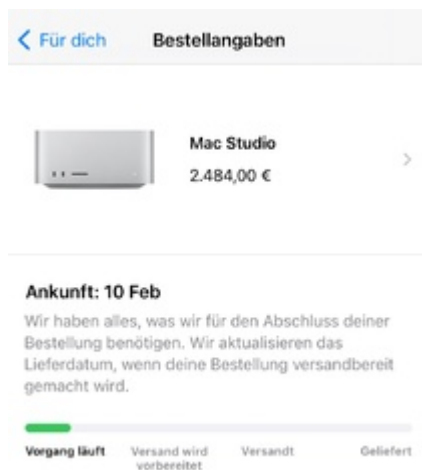 Für dich
Bestellangaben
Mac Studio
2.484,00 €
Ankunft: 10 Feb
Wir haben alles, was wir für den Abschluss deiner
Bestellung benötigen. Wir aktualisieren das
Lieferdatum, wenn deine Bestellung versandbereit
gemacht wird.
Vorgang läuft
Versand wird
vorbereitet
Versandt
Geliefert